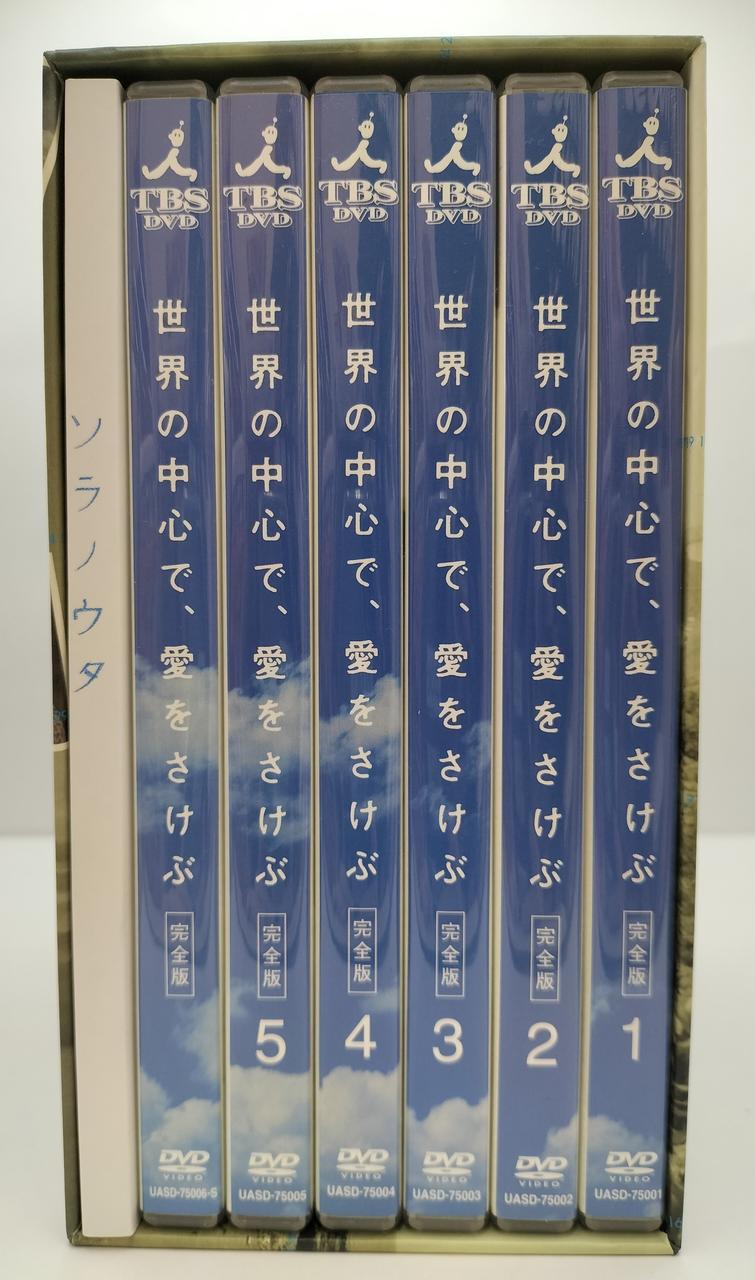 ソラノウタ
TBS
DVD
世界の中心で、愛をさけぶ
完全版
DVD
VIDEO
UASD-75006-S
TBS
DVD
世界の中心で、愛をさけぶ
完全版
5
DVD
VIDEO
UASD-75005
TBS
DVD
世界の中心で、愛をさけぶ
完全版
4
DVD
VIDEO
UASD-75004
TBS
DVD
世界の中心で、愛をさけぶ
完全版
3
DVD
VIDEO
UASD-75003
TBS
DVD
世界の中心で、愛をさけぶ
完全版
2
DVD
VIDEO
UASD-75002
TBS
DVD
世界の中心で、愛をさけぶ
完全版
1
DVD
VIDEO
UASD-75001